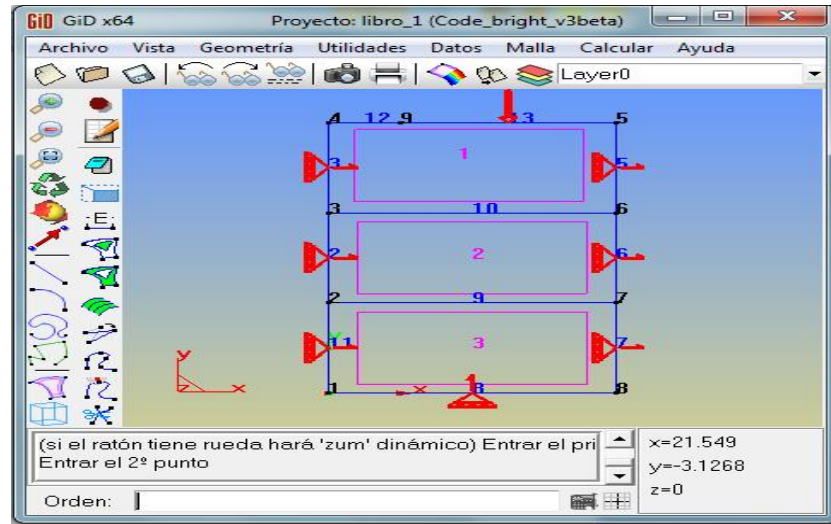 GiD GiD x64 Proyecto: libro_1 (Code_bright_v3beta)
Archivo Vista Geometría Utilidades Datos Malla Calcular Ayuda
Layer0
4 12 9 13 5
1
3 5
3 10 6
2 2 6
2 9 7
11 3 7
1 8 8
y
z x
x
Y
E
(si el ratón tiene rueda hará 'zum' dinámico) Entrar el pri
Entrar el 2º punto
Orden:
x=21.549
y=-3.1268
z=0